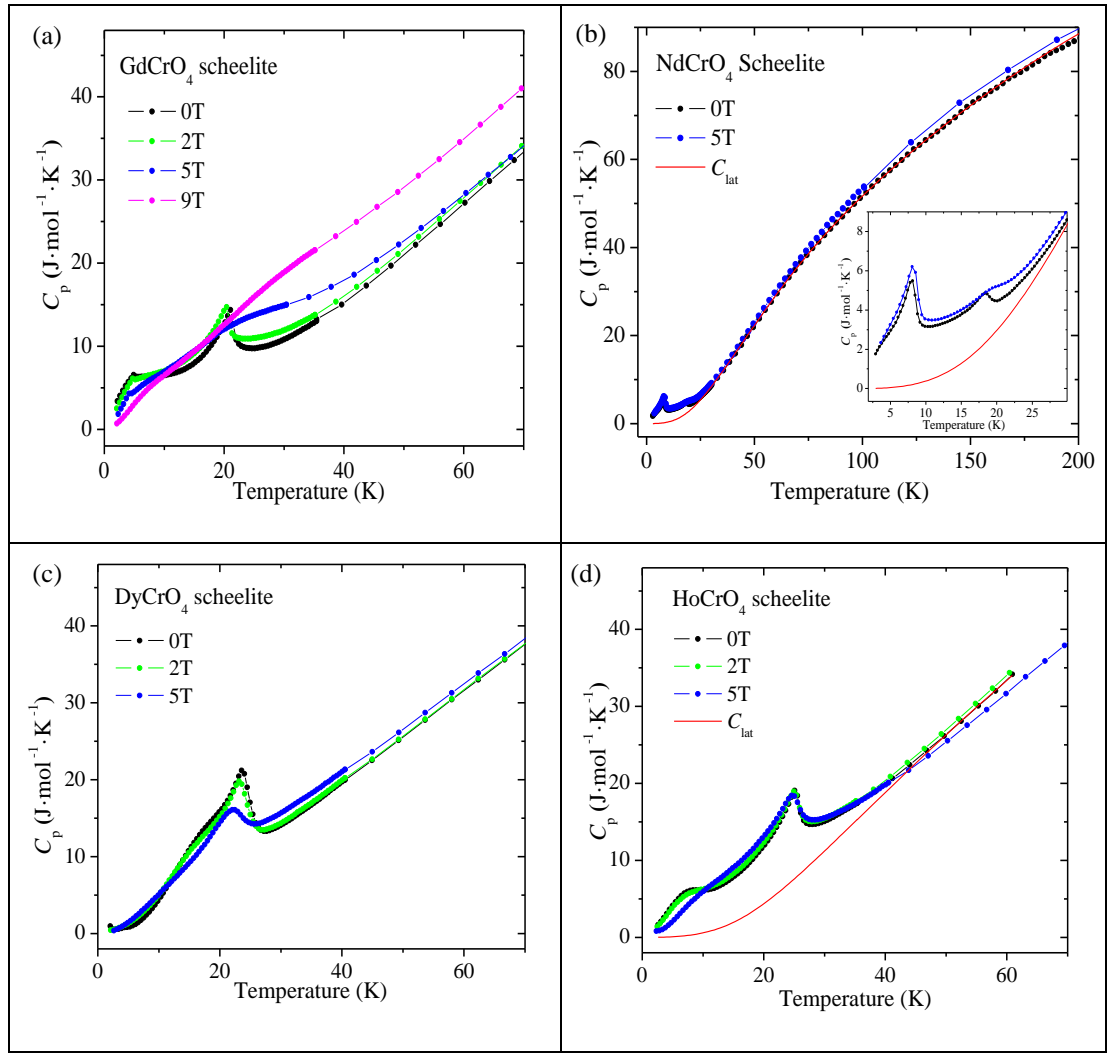 (a)
GdCrO₄ scheelite
0T
2T
5T
9T
40
30
20
10
0
Cₚ (J·mol⁻¹·K⁻¹)
0 20 40 60
Temperature (K)
(b)
NdCrO₄ Scheelite
0T
5T
C_lat
80
60
40
20
0
Cₚ (J·mol⁻¹·K⁻¹)
8
6
4
2
0
Cₚ (J·mol⁻¹·K⁻¹)
5 10 15 20 25
Temperature (K)
0 50 100 150 200
Temperature (K)
(c)
DyCrO₄ scheelite
0T
2T
5T
40
30
20
10
0
Cₚ (J·mol⁻¹·K⁻¹)
0 20 40 60
Temperature (K)
(d)
HoCrO₄ scheelite
0T
2T
5T
C_lat
40
30
20
10
0
Cₚ (J·mol⁻¹·K⁻¹)
0 20 40 60
Temperature (K)